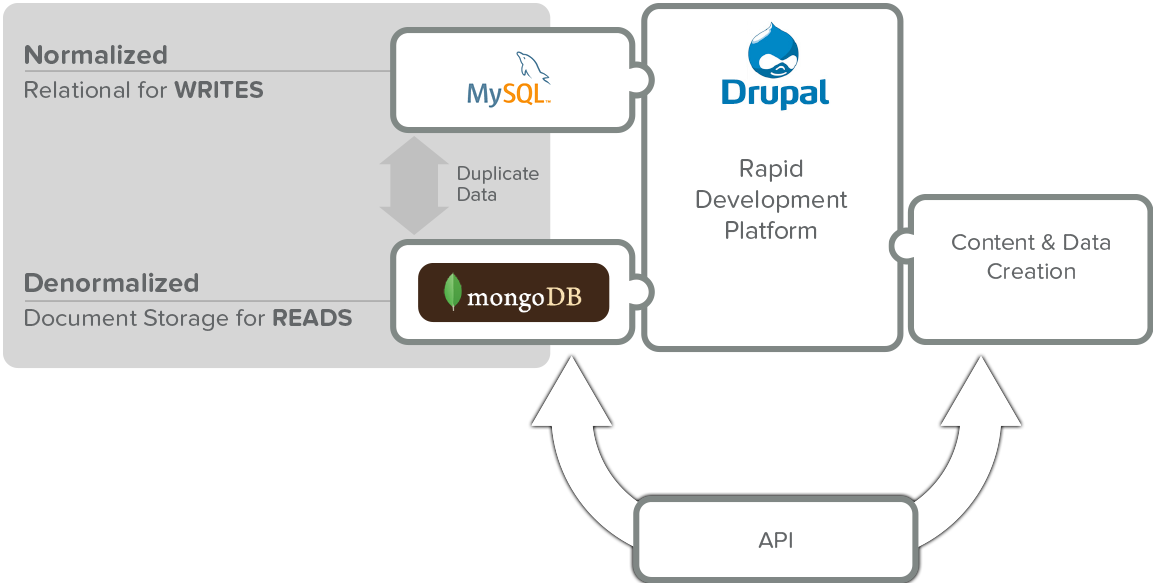 Normalized
Relational for WRITES
MySQL™
Duplicate
Data
Denormalized
Document Storage for READS
mongoDB
Drupal
Rapid
Development
Platform
Content & Data
Creation
API